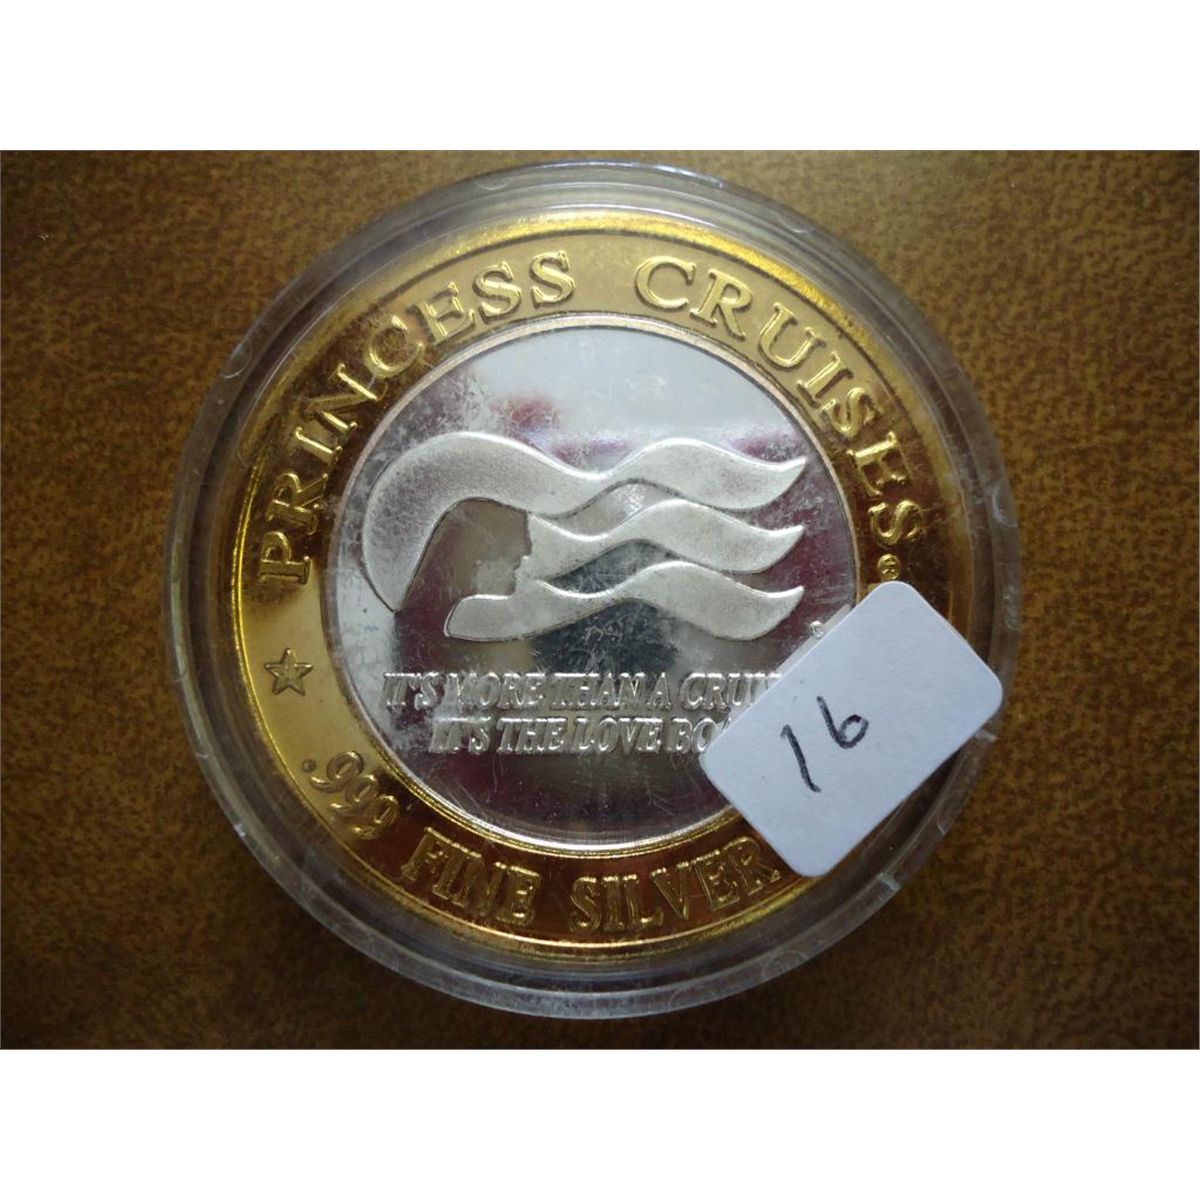 PRINCESS CRUISES ®
IT'S MORE THAN A CRUI
IT'S THE LOVE BO
.999 FINE SILVER
16